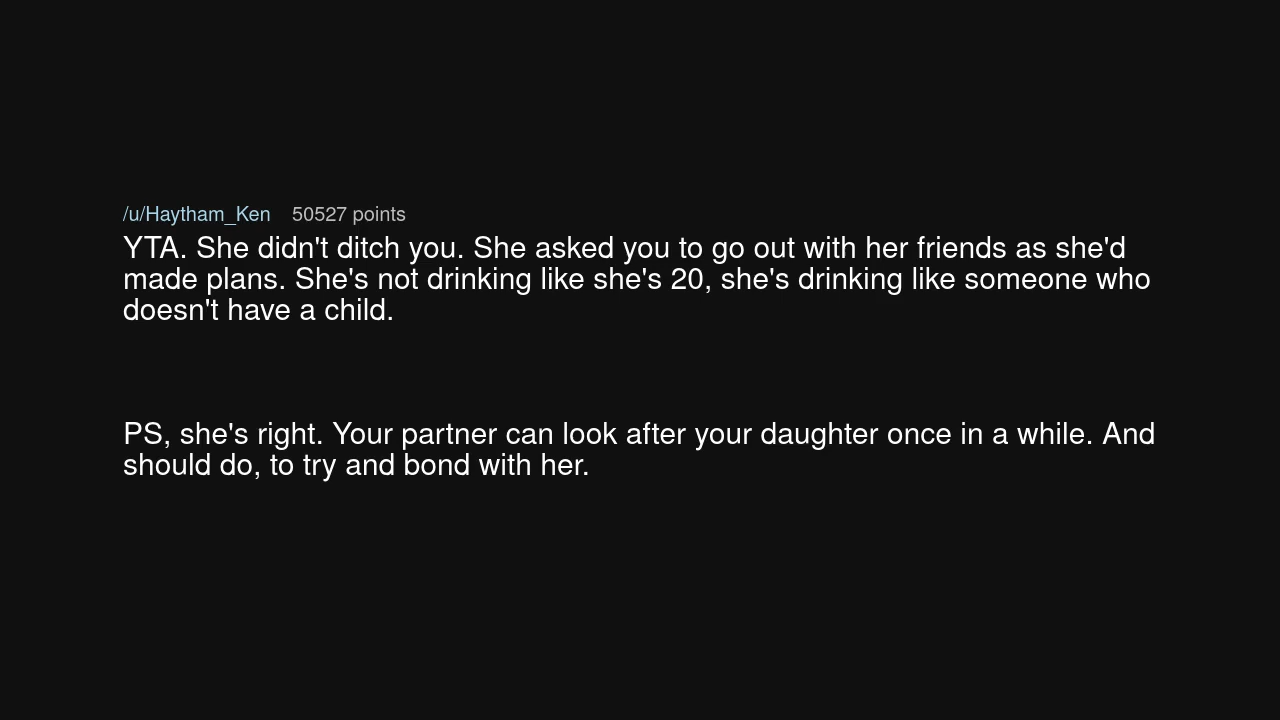 /u/Haytham_Ken 50527 points
YTA. She didn't ditch you. She asked you to go out with her friends as she'd
made plans. She's not drinking like she's 20, she's drinking like someone who
doesn't have a child.
PS, she's right. Your partner can look after your daughter once in a while. And
should do, to try and bond with her.